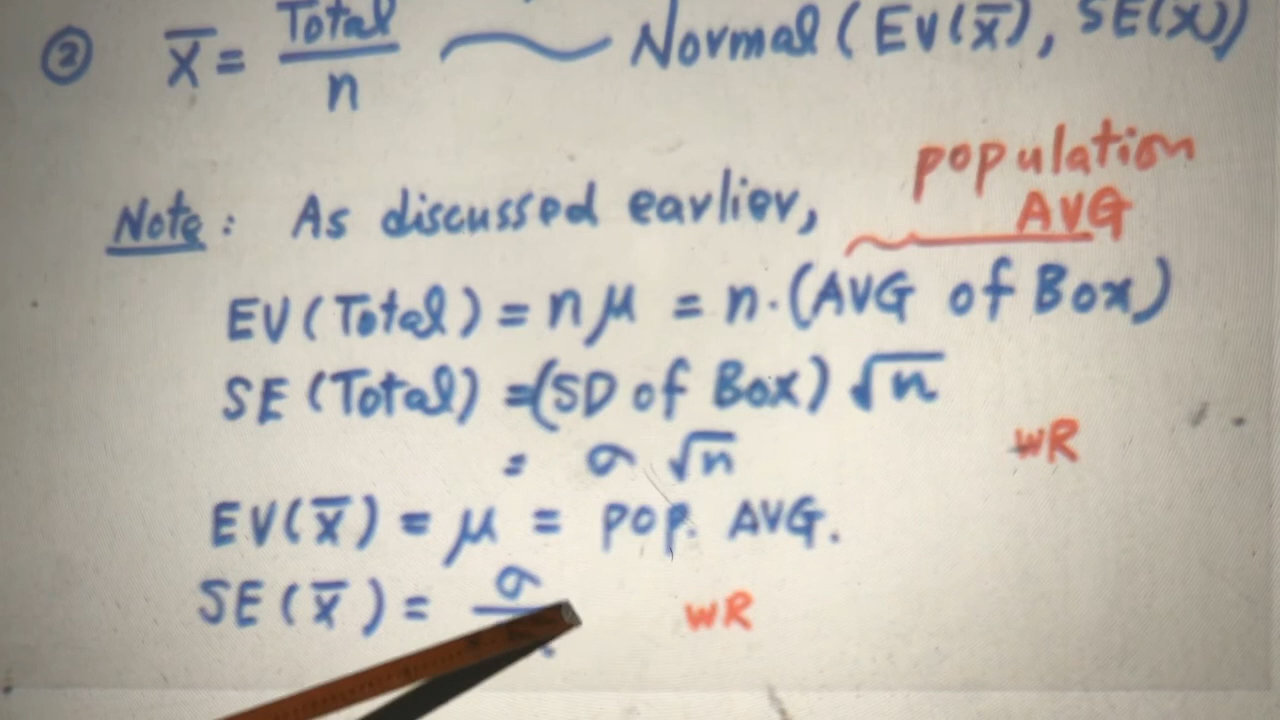 ② X̄ = Total / n ~ Normal (EV(X̄), SE(X))
population
AVG
Note: As discussed earlier,
EV(Total) = nμ = n·(AVG of Box)
SE(Total) = (SD of Box) √n
= σ √n
WR
EV(X̄) = μ = POP. AVG.
SE(X̄) = σ
WR